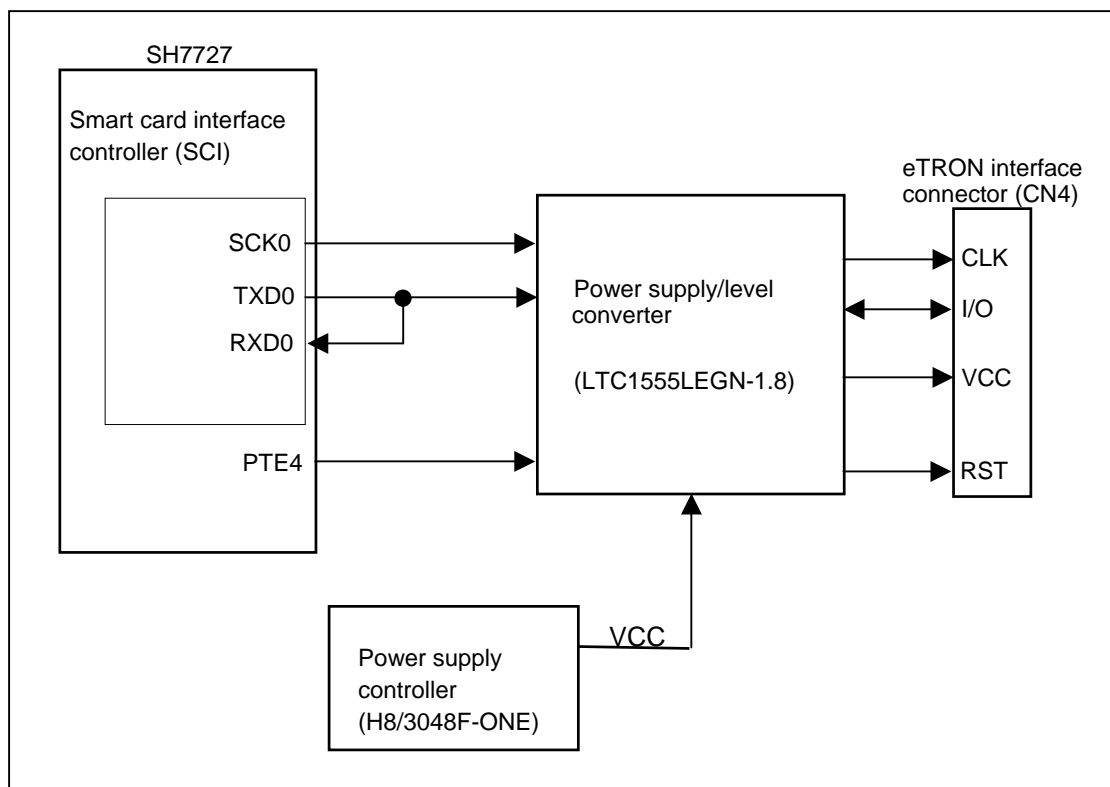 SH7727
Smart card interface
controller (SCI)
SCK0
TXD0
RXD0
PTE4
Power supply/level
converter
(LTC1555LEGN-1.8)
eTRON interface
connector (CN4)
CLK
I/O
VCC
RST
VCC
Power supply
controller
(H8/3048F-ONE)